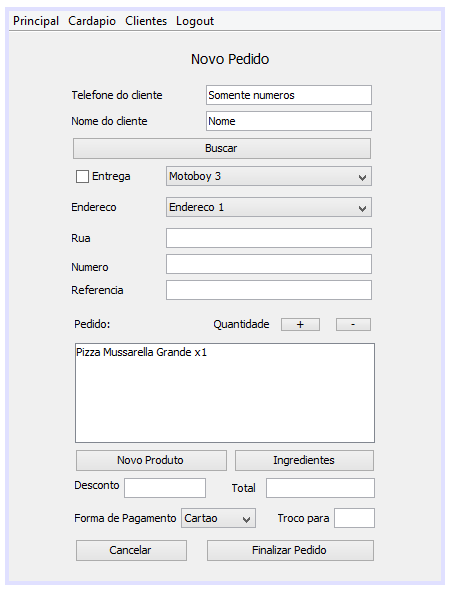 Principal Cardapio Clientes Logout
Novo Pedido
Telefone do cliente Somente numeros
Nome do cliente Nome
Buscar
Entrega Motoboy 3
Endereco Endereco 1
Rua
Numero
Referencia
Pedido: Quantidade + -
Pizza Mussarella Grande x1
Novo Produto Ingredientes
Desconto Total
Forma de Pagamento Cartao Troco para
Cancelar Finalizar Pedido